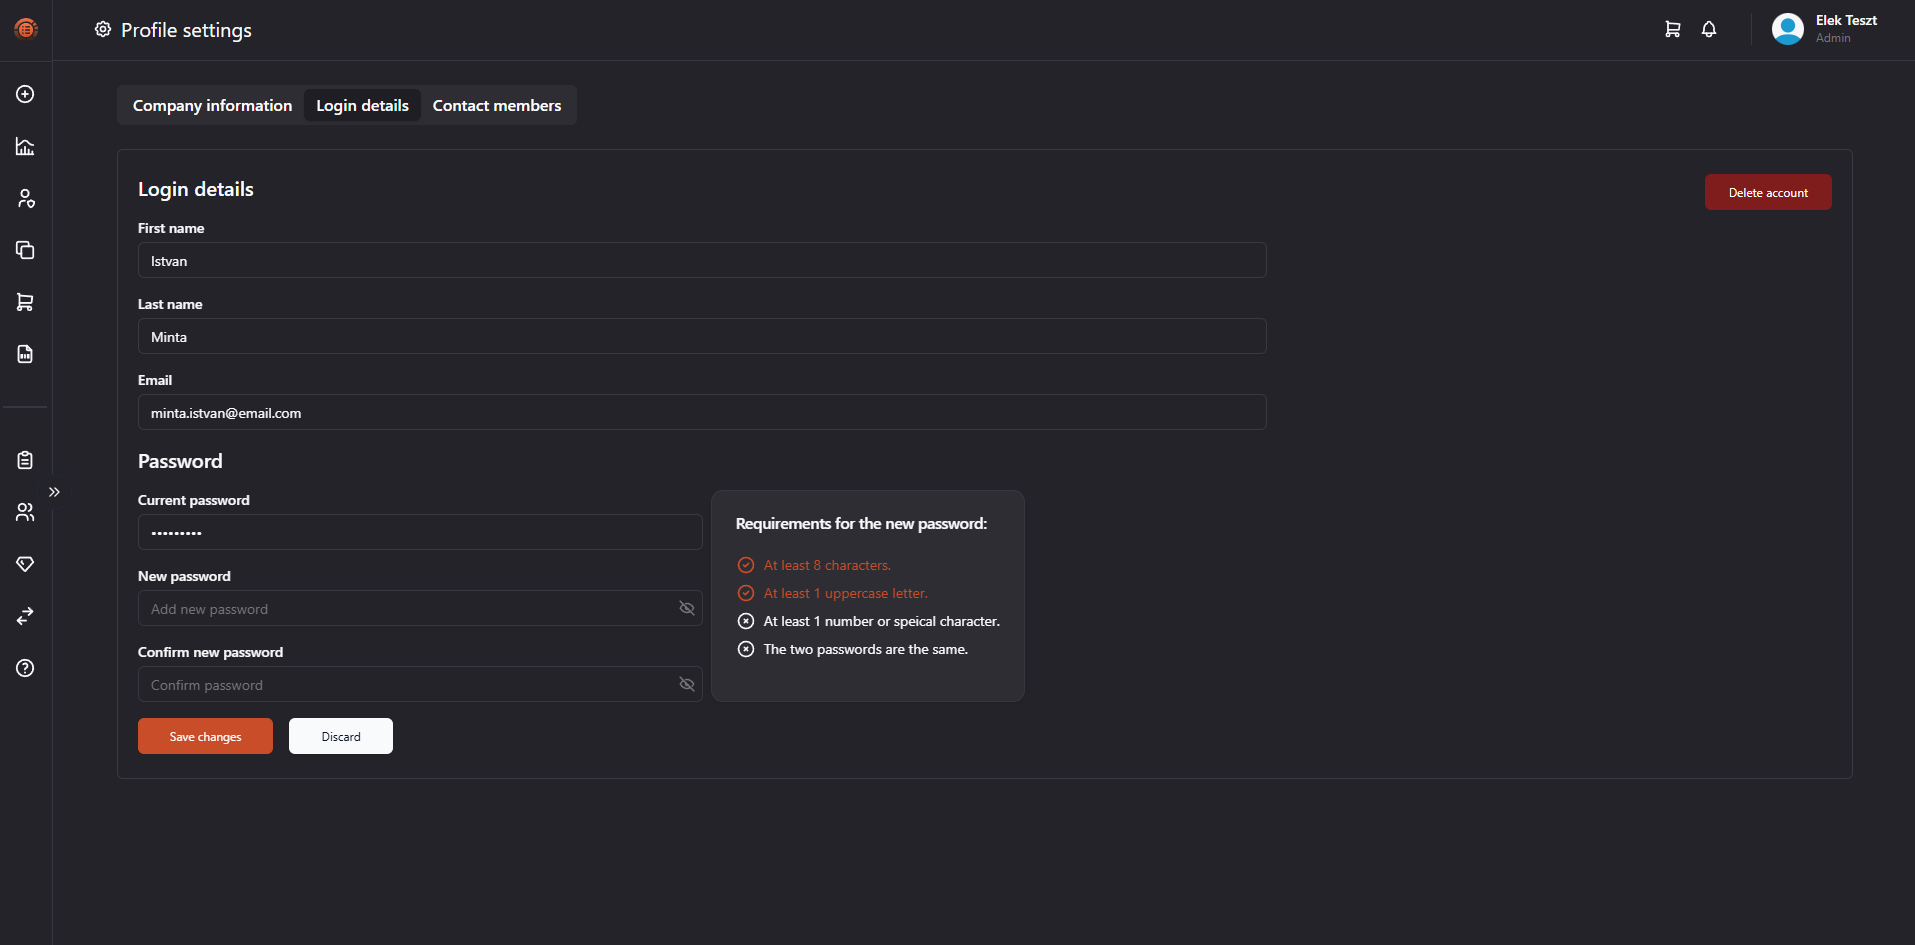 Profile settings
Elek Teszt
Admin
Company information
Login details
Contact members
Login details
Delete account
First name
Istvan
Last name
Minta
Email
minta.istvan@email.com
Password
Current password
•••••••••
New password
Add new password
Confirm new password
Confirm password
Requirements for the new password:
At least 8 characters.
At least 1 uppercase letter.
At least 1 number or speical character.
The two passwords are the same.
Save changes
Discard